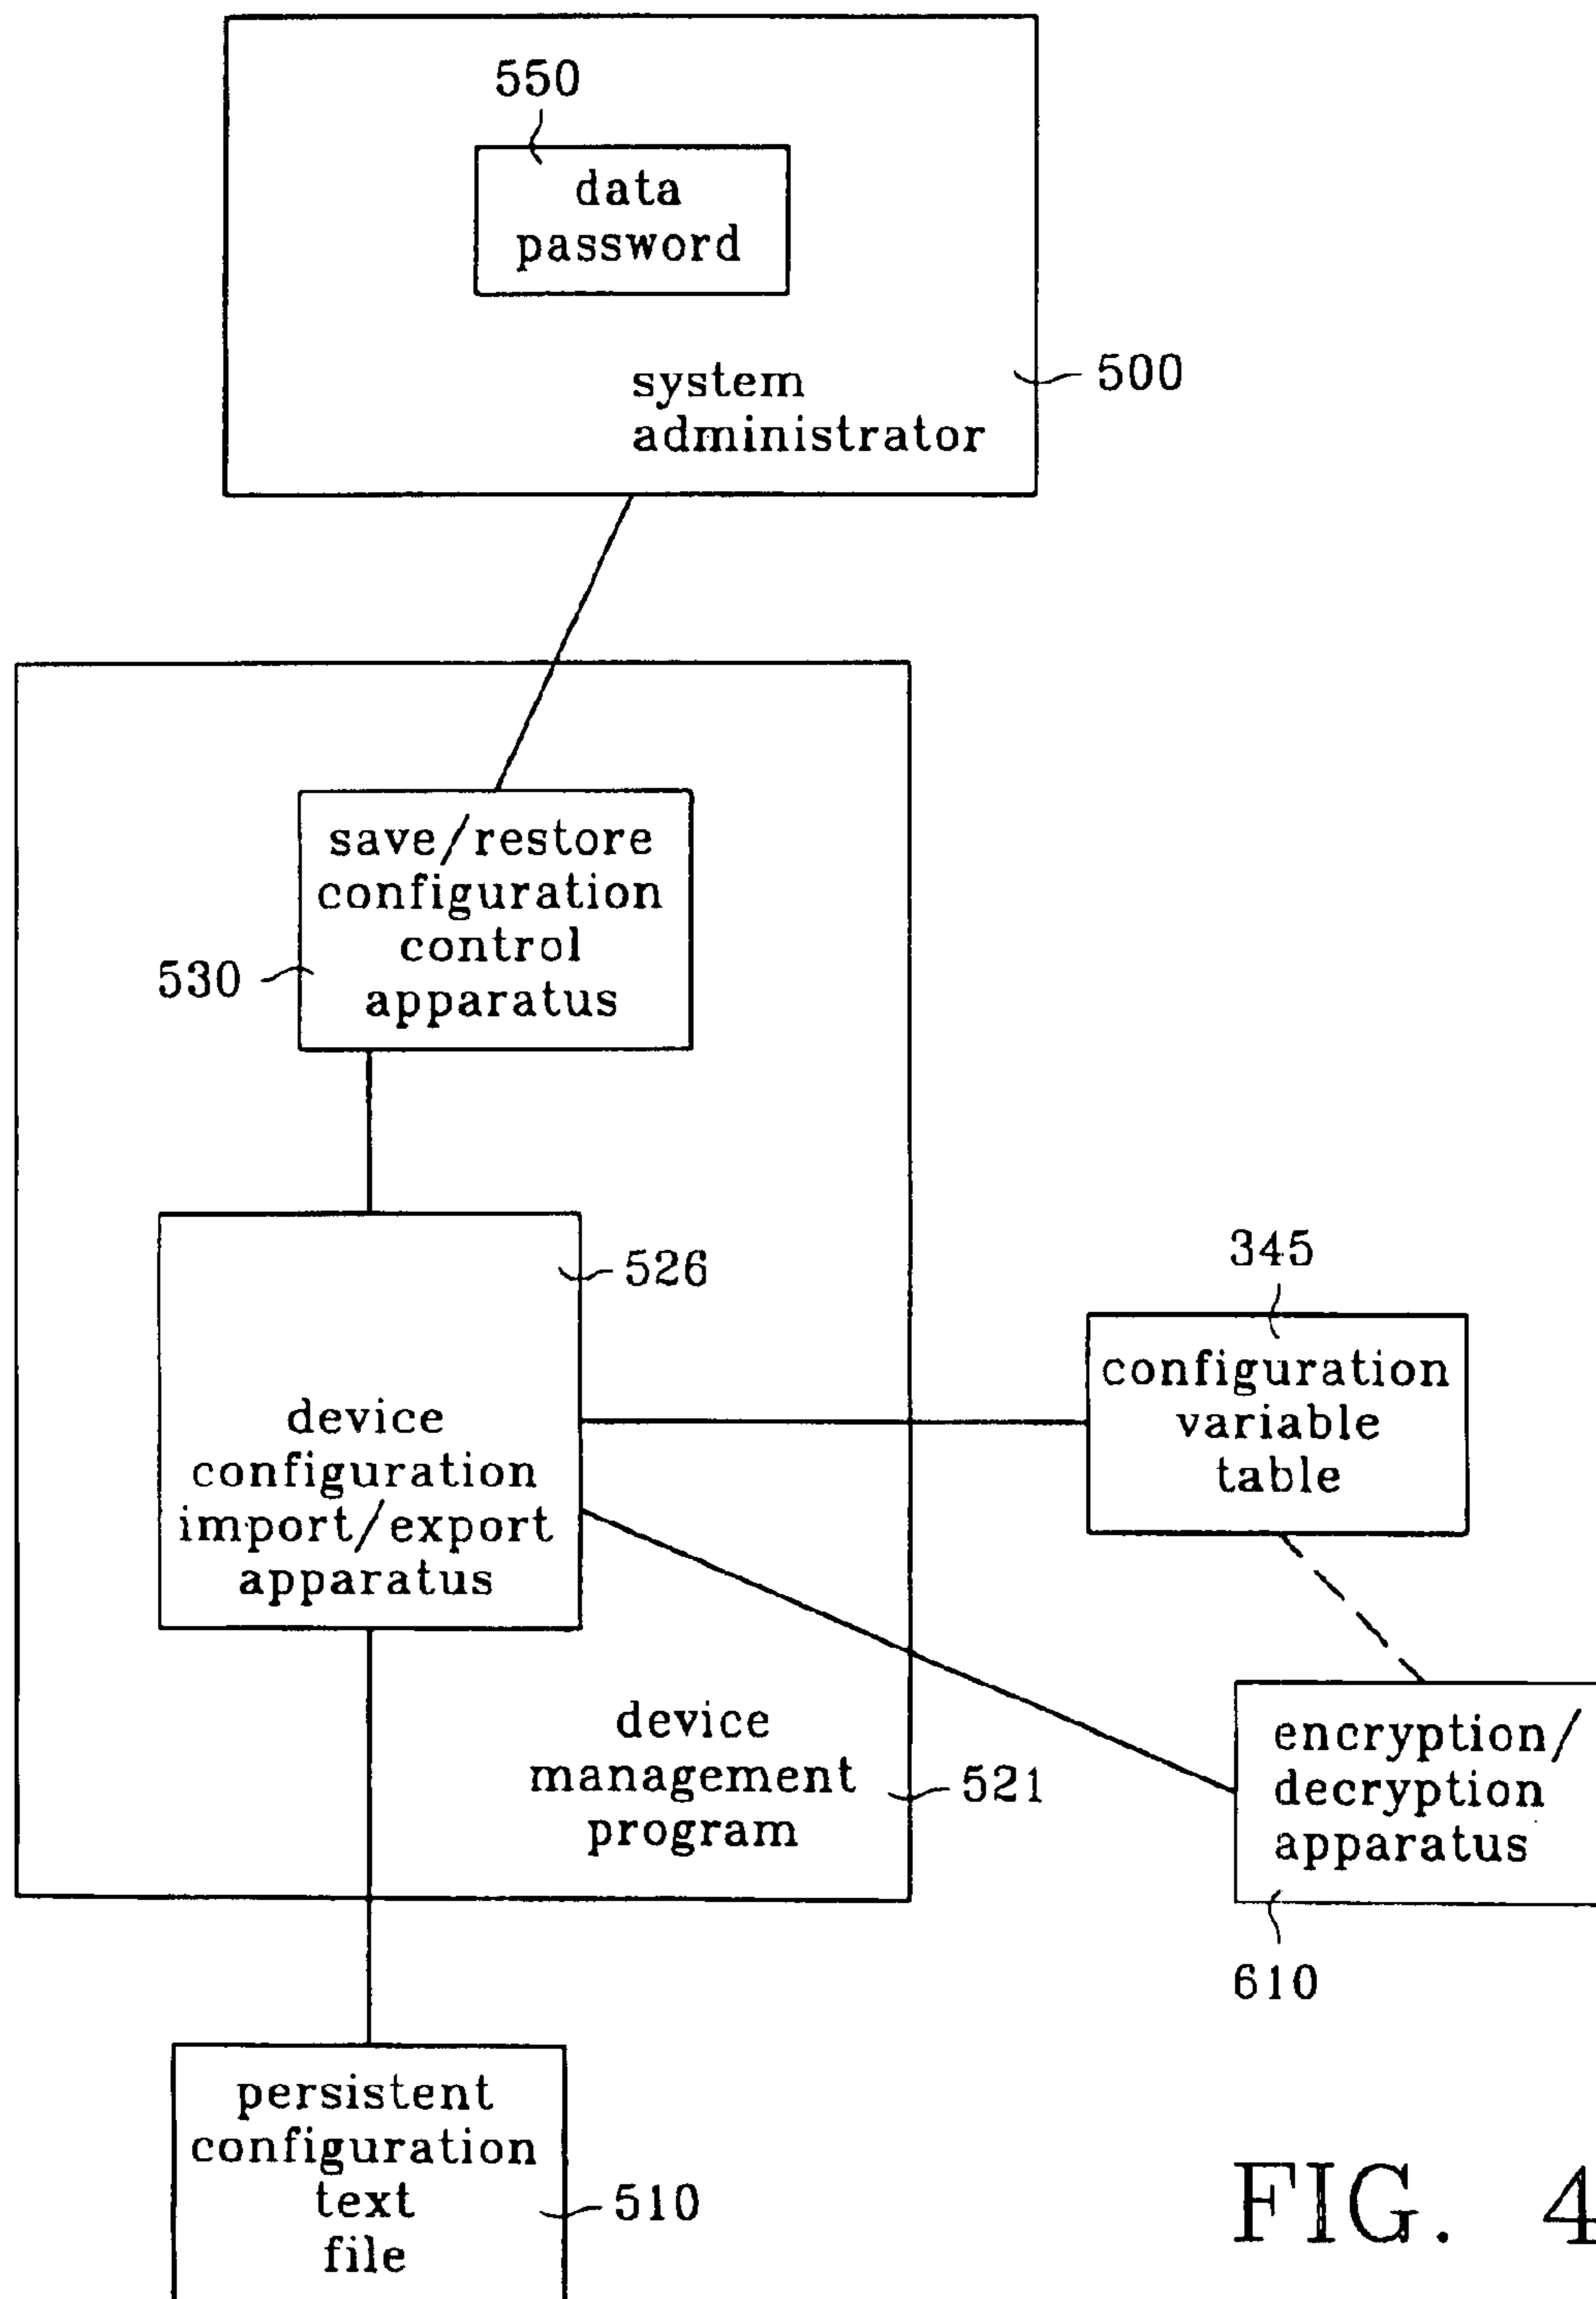 550
data
password
system
administrator
500
save/restore
configuration
control
apparatus
530
526
device
configuration
import/export
apparatus
345
configuration
variable
table
device
management
program
521
encryption/
decryption
apparatus
610
persistent
configuration
text
file
510
FIG. 4